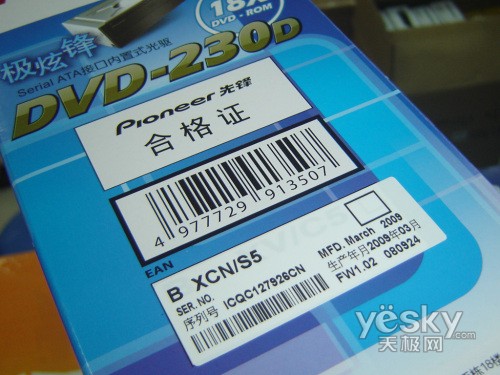 18X
DVD-ROM
极炫锋
Serial ATA接口内置式光驱
DVD-230D
Pioneer 先锋
合格证
4 977729 913507
EAN
B XCN/S5
SER.NO.
序列号 ICQC127926CN
MFD. March 2009
生产年月2009年03月
FW1.02 080924
yesky
天极网